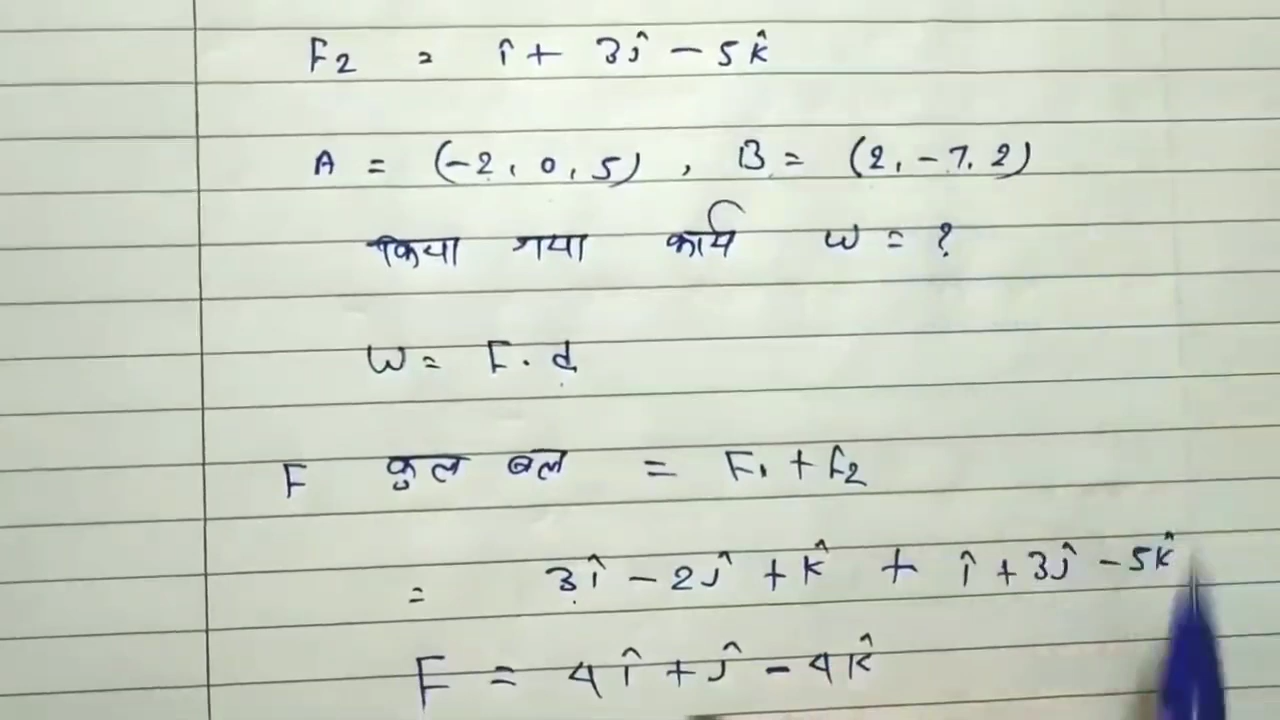 F2 = î + 3ĵ - 5k̂
A = (-2, 0, 5), B = (2, -7, 2)
किया गया कार्य W = ?
W = F . d
F कुल बल = F1 + F2
= 3î - 2ĵ + k̂ + î + 3ĵ - 5k̂
F = 4î + ĵ - 4k̂